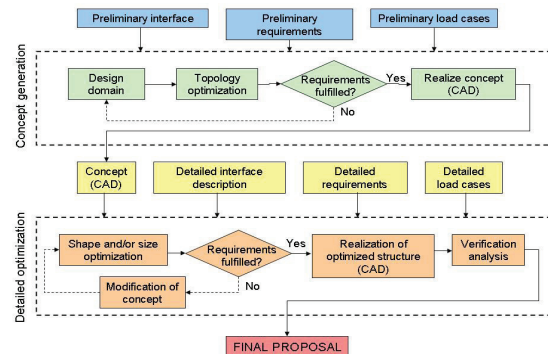 Preliminary interface
Preliminary
requirements
Preliminary load cases
Concept generation
Design
domain
Topology
optimization
Requirements
fulfilled?
Yes
No
Realize concept
(CAD)
Concept
(CAD)
Detailed interface
description
Detailed
requirements
Detailed
load cases
Detailed optimization
Shape and/or size
optimization
Requirements
fulfilled?
Yes
No
Realization of
optimized structure
(CAD)
Verification
analysis
Modification of
concept
FINAL PROPOSAL